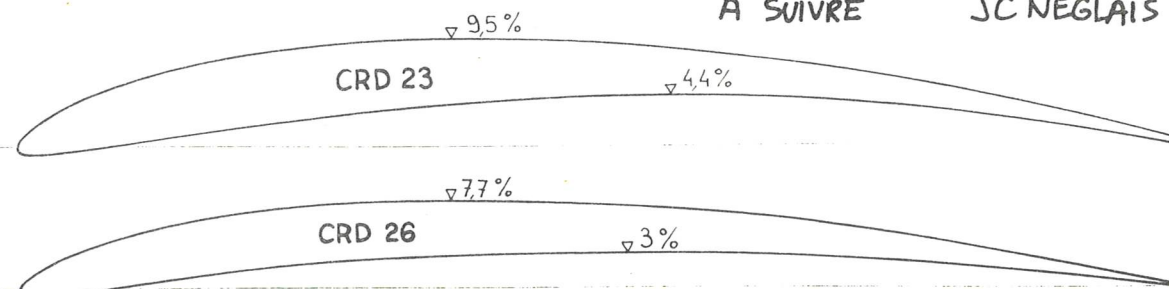 A SUIVRE JC NEGLAIS
9,5%
CRD 23
4,4%
7,7%
CRD 26
3%